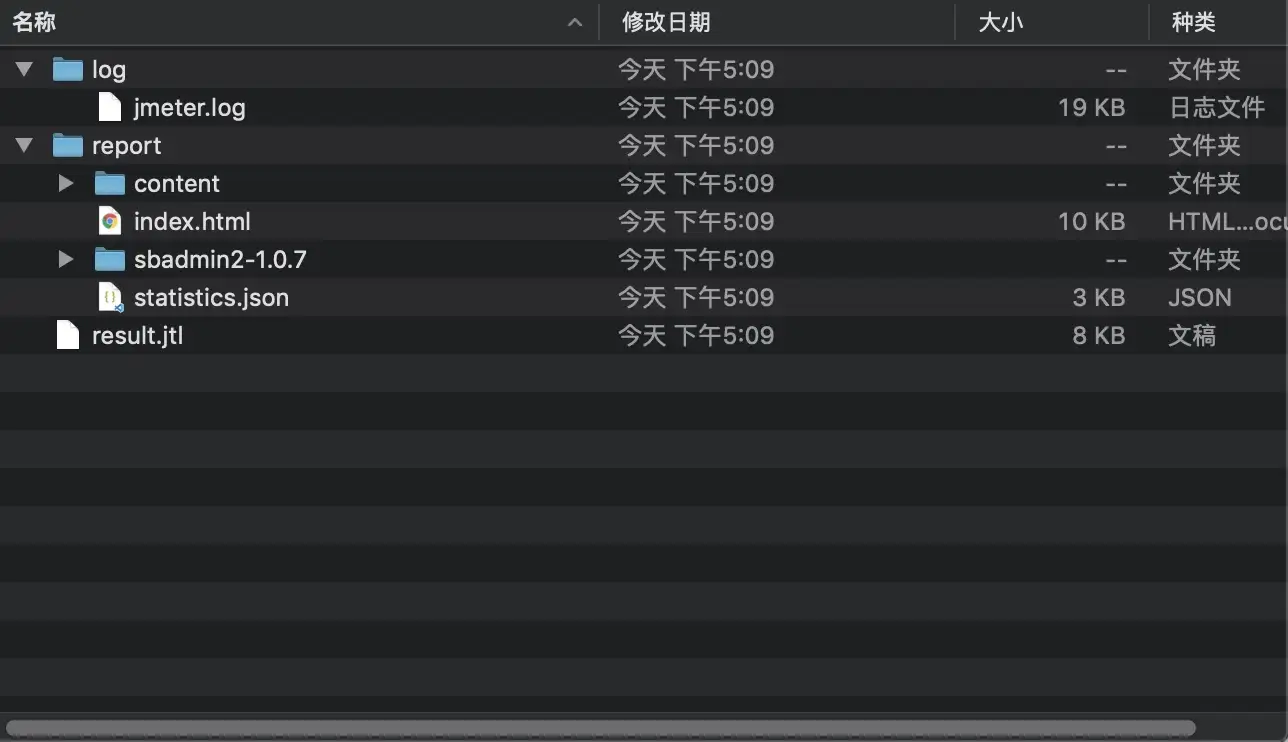 名称 修改日期 大小 种类
log 今天 下午5:09 -- 文件夹
jmeter.log 今天 下午5:09 19 KB 日志文件
report 今天 下午5:09 -- 文件夹
content 今天 下午5:09 -- 文件夹
index.html 今天 下午5:09 10 KB HTML...ocu
sbadmin2-1.0.7 今天 下午5:09 -- 文件夹
statistics.json 今天 下午5:09 3 KB JSON
result.jtl 今天 下午5:09 8 KB 文稿